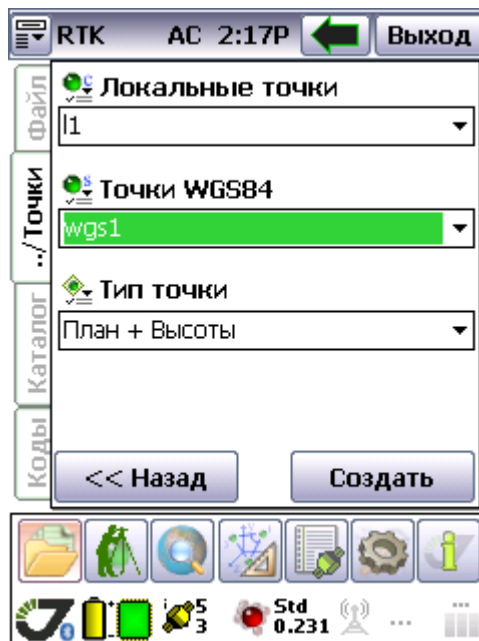 RTK AC 2:17P Выход
Файл
../Точки
Каталог
Коды
C Локальные точки
l1
S Точки WGS84
wgs1
Тип точки
План + Высоты
<< Назад Создать
5
3
Std
0.231
...